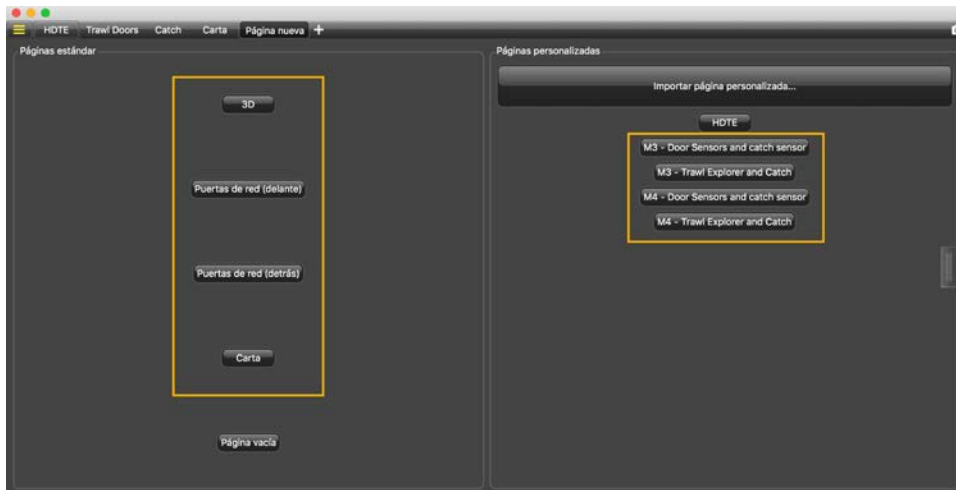 HDTE Trawl Doors Catch Carta Página nueva +
Páginas estándar
3D
Puertas de red (delante)
Puertas de red (detrás)
Carta
Página vacía
Páginas personalizadas
Importar página personalizada...
HDTE
M3 - Door Sensors and catch sensor
M3 - Trawl Explorer and Catch
M4 - Door Sensors and catch sensor
M4 - Trawl Explorer and Catch